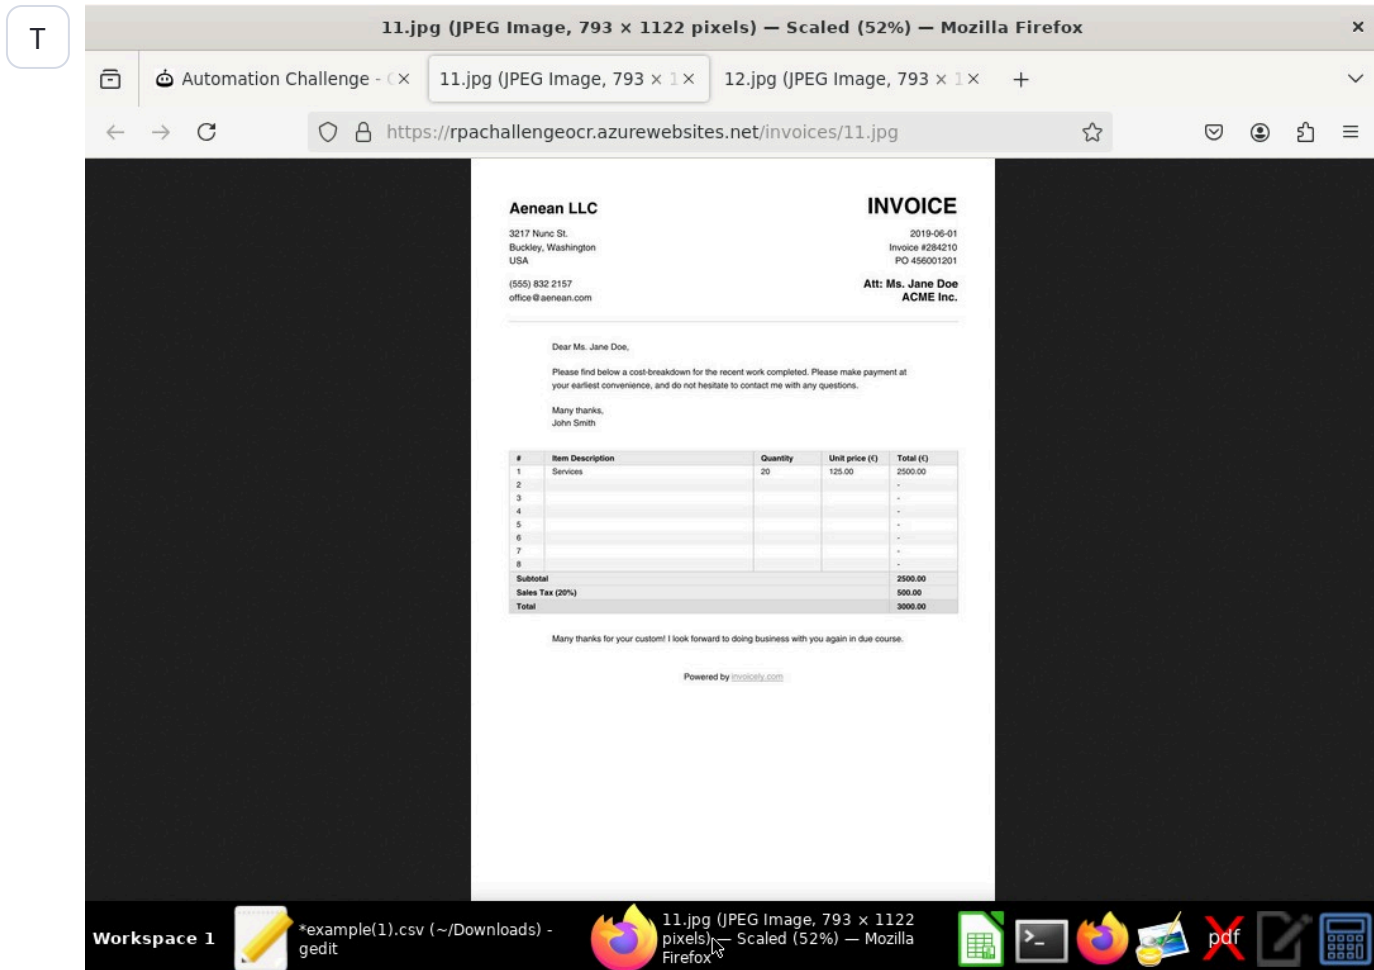 T
11.jpg (JPEG Image, 793 × 1122 pixels) — Scaled (52%) — Mozilla Firefox
Automation Challenge -
11.jpg (JPEG Image, 793 × 1
12.jpg (JPEG Image, 793 × 1
https://rpachallengeocr.azurewebsites.net/invoices/11.jpg
Aenean LLC INVOICE
3217 Nunc St. 2019-06-01
Buckley, Washington Invoice #284210
USA PO 456001201
(555) 832 2157 Att: Ms. Jane Doe
office@aenean.com ACME Inc.
Dear Ms. Jane Doe,
Please find below a cost-breakdown for the recent work completed. Please make payment at
your earliest convenience, and do not hesitate to contact me with any questions.
Many thanks,
John Smith
# Item Description Quantity Unit price (€) Total (€)
1 Services 20 125.00 2500.00
2 -
3 -
4 -
5 -
6 -
7 -
8 -
Subtotal 2500.00
Sales Tax (20%) 500.00
Total 3000.00
Many thanks for your custom! I look forward to doing business with you again in due course.
Powered by invoicely.com
Workspace 1
*example(1).csv (~/Downloads) -
gedit
11.jpg (JPEG Image, 793 × 1122
pixels) — Scaled (52%) — Mozilla
Firefox
pdf